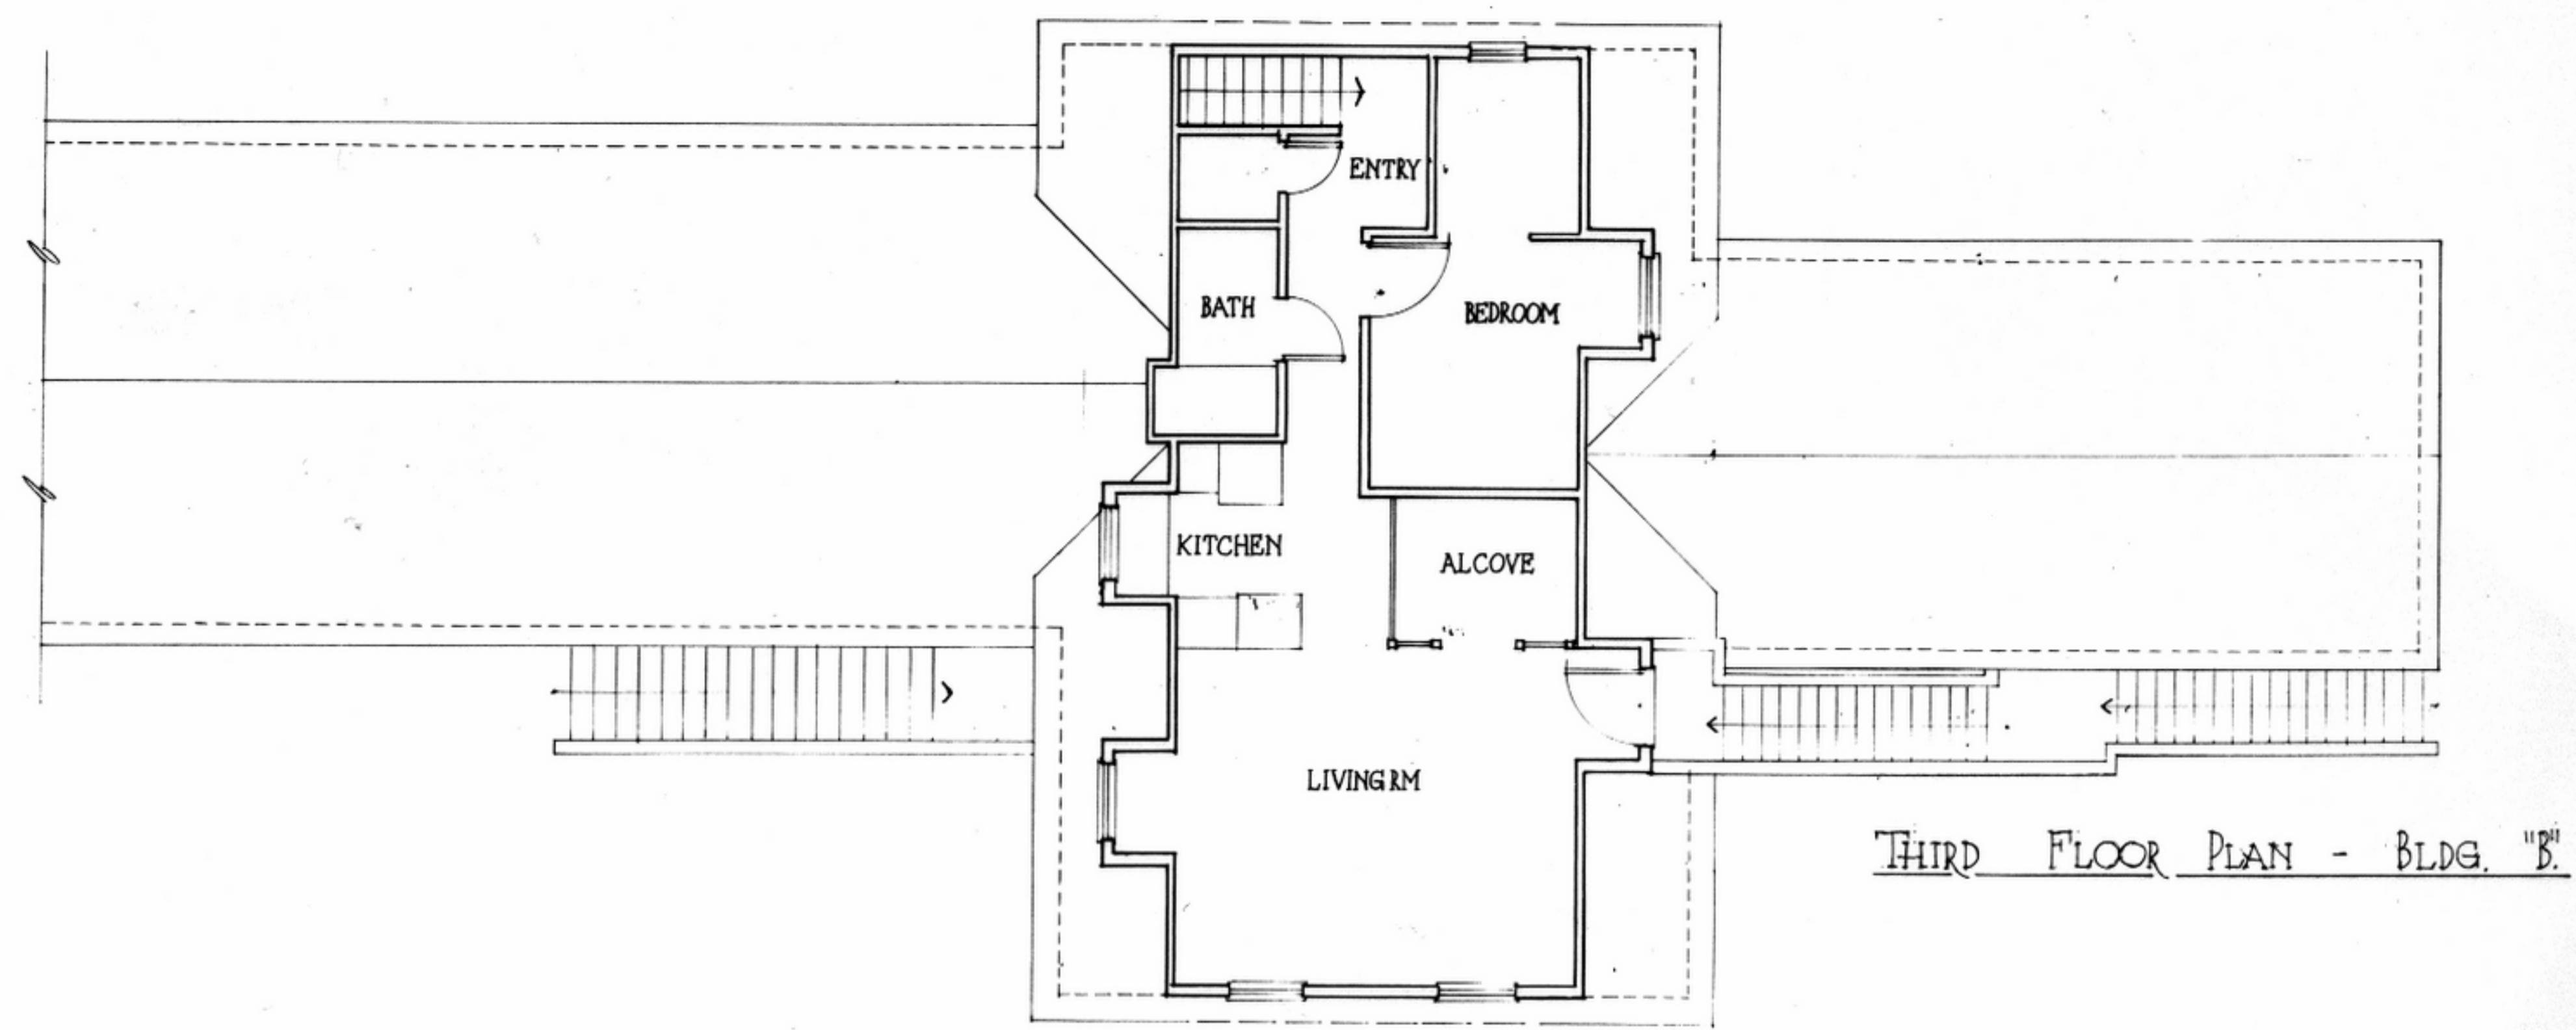 ENTRY
BATH
BEDROOM
KITCHEN
ALCOVE
LIVING RM
THIRD FLOOR PLAN - BLDG. "B".